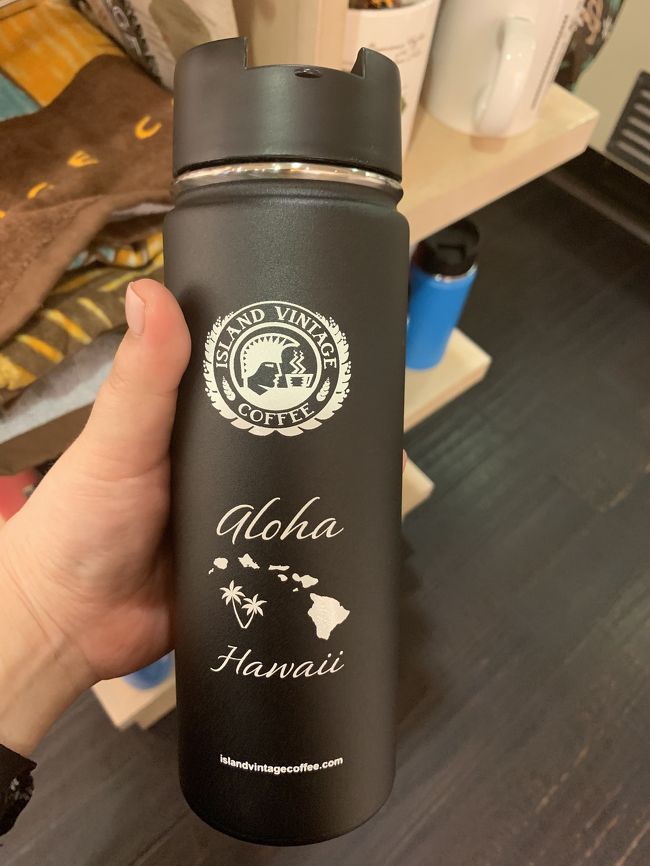 ISLAND VINTAGE
COFFEE
aloha
Hawaii
islandvintagecoffee.com